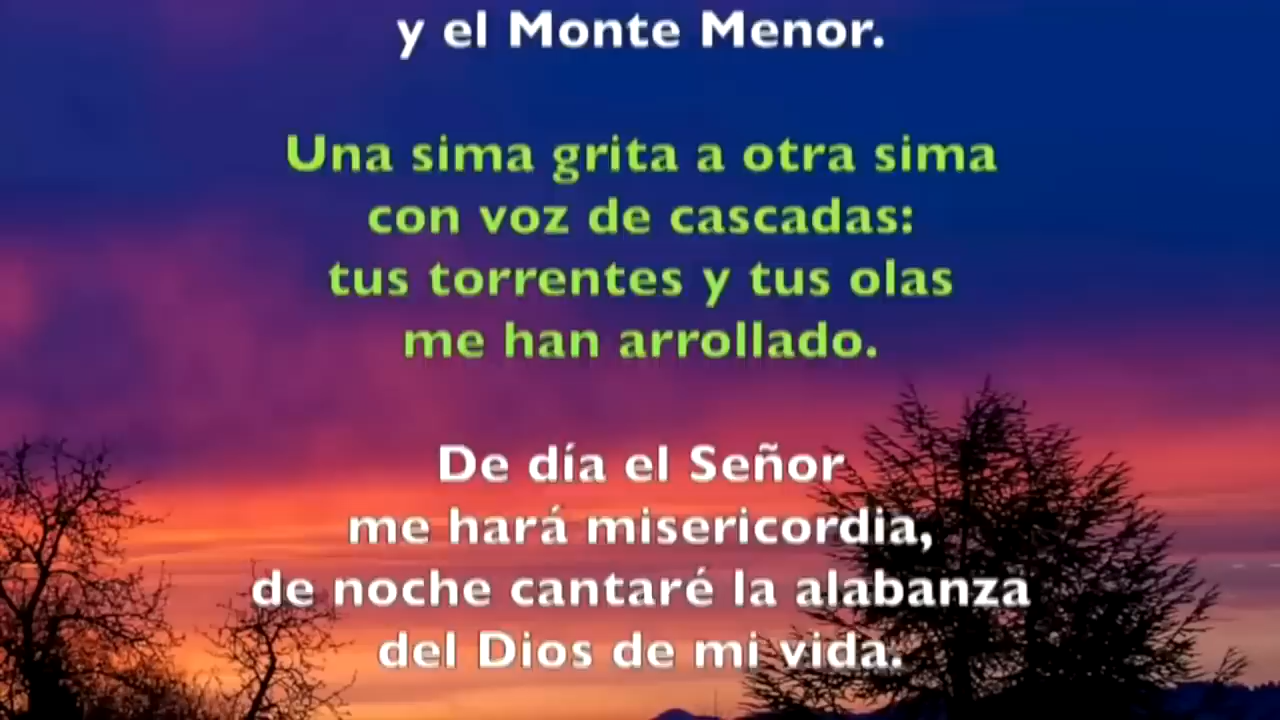 y el Monte Menor.
Una sima grita a otra sima
con voz de cascadas:
tus torrentes y tus olas
me han arrollado.
De día el Señor
me hará misericordia,
de noche cantaré la alabanza
del Dios de mi vida.